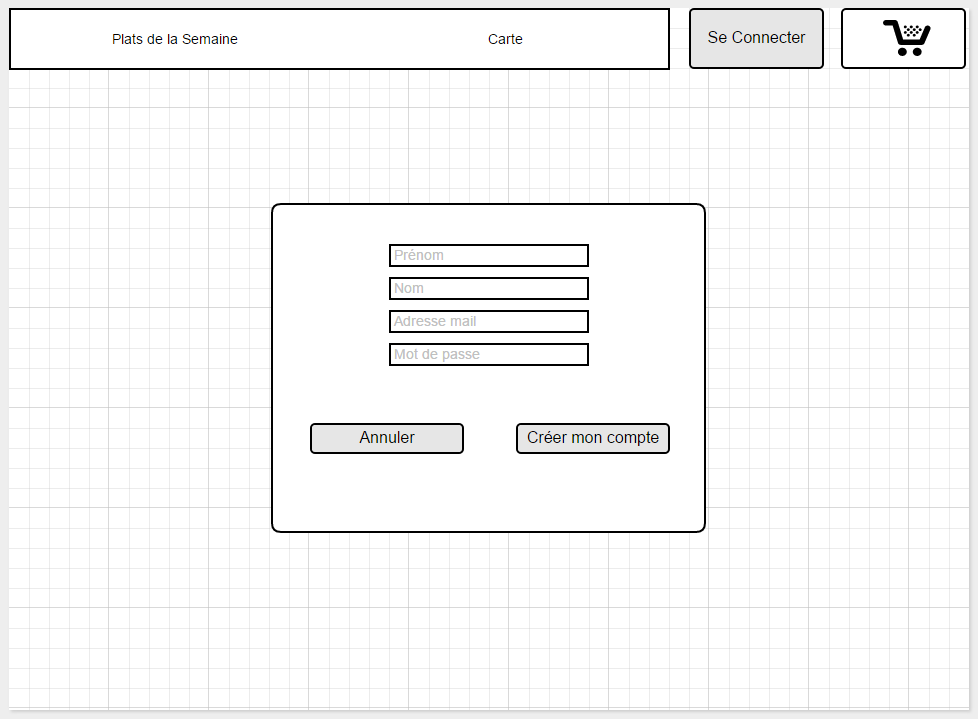 Plats de la Semaine
Carte
Se Connecter
Prénom
Nom
Adresse mail
Mot de passe
Annuler
Créer mon compte